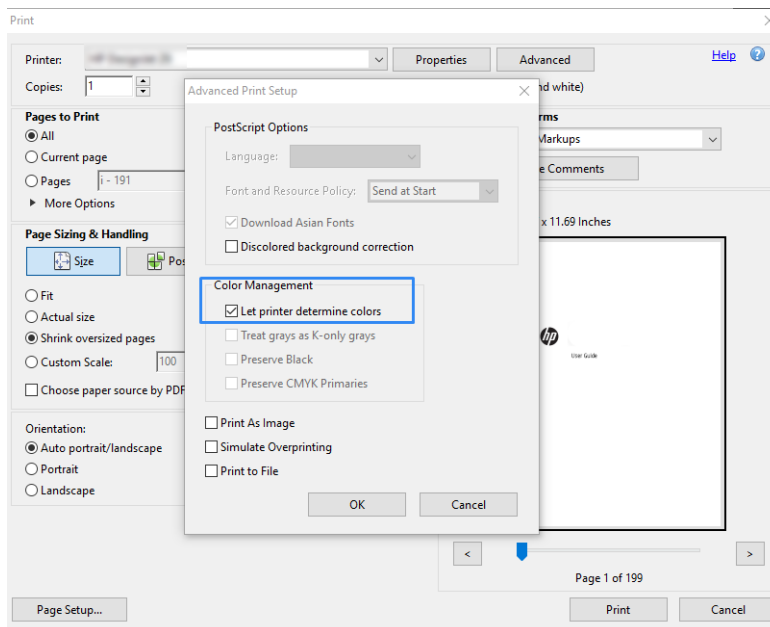 Print
Printer: Properties Advanced Help ?
Copies: 1 nd white)
Advanced Print Setup
Pages to Print
All
Current page
Pages i - 191
More Options
Page Sizing & Handling
Size Pos
Fit
Actual size
Shrink oversized pages
Custom Scale: 100
Choose paper source by PDF
Orientation:
Auto portrait/landscape
Portrait
Landscape
PostScript Options
Language:
Font and Resource Policy: Send at Start
Download Asian Fonts
Discolored background correction
Color Management
Let printer determine colors
Treat grays as K-only grays
Preserve Black
Preserve CMYK Primaries
Print As Image
Simulate Overprinting
Print to File
OK Cancel
rms
Markups
e Comments
x 11.69 Inches
hp
User Guide
< >
Page 1 of 199
Page Setup... Print Cancel